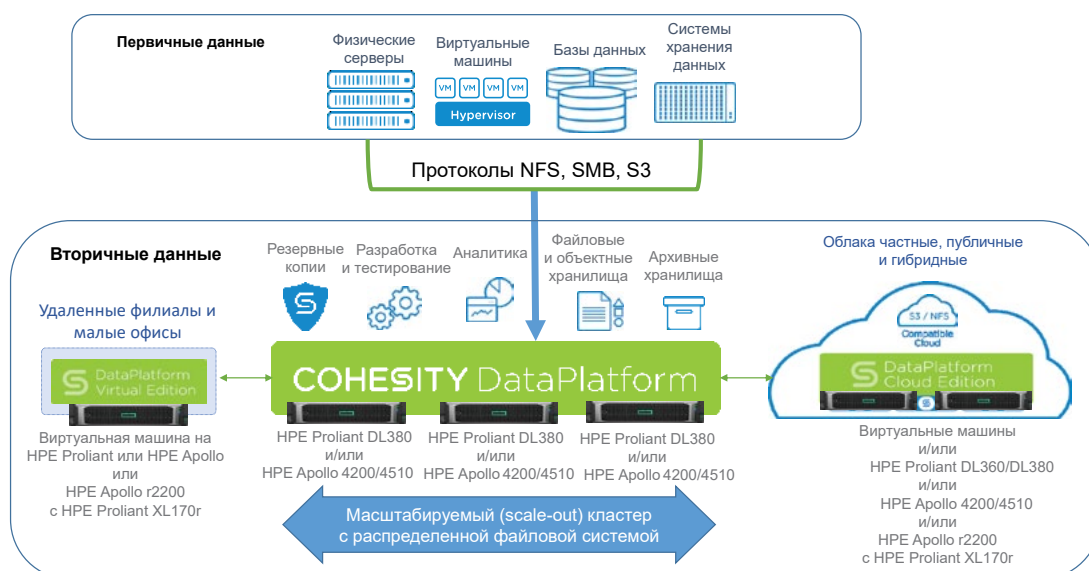 Первичные данные
Физические
серверы
Виртуальные
машины
VM VM VM VM
Hypervisor
Базы данных
Системы
хранения
данных
Протоколы NFS, SMB, S3
Вторичные данные
Резервные
копии
Разработка
и тестирование
Аналитика
Файловые
и объектные
хранилища
Архивные
хранилища
Облака частные, публичные
и гибридные
S3 / NFS
Compatible
Cloud
Удаленные филиалы и
малые офисы
DataPlatform
Virtual Edition
COHESITY DataPlatform
DataPlatform
Cloud Edition
Виртуальная машина на
HPE Proliant или HPE Apollo
или
HPE Apollo r2200
с HPE Proliant XL170r
HPE Proliant DL380
и/или
HPE Apollo 4200/4510
HPE Proliant DL380
и/или
HPE Apollo 4200/4510
HPE Proliant DL380
и/или
HPE Apollo 4200/4510
Виртуальные машины
и/или
HPE Proliant DL360/DL380
и/или
HPE Apollo 4200/4510
и/или
HPE Apollo r2200
с HPE Proliant XL170r
Масштабируемый (scale-out) кластер
с распределенной файловой системой